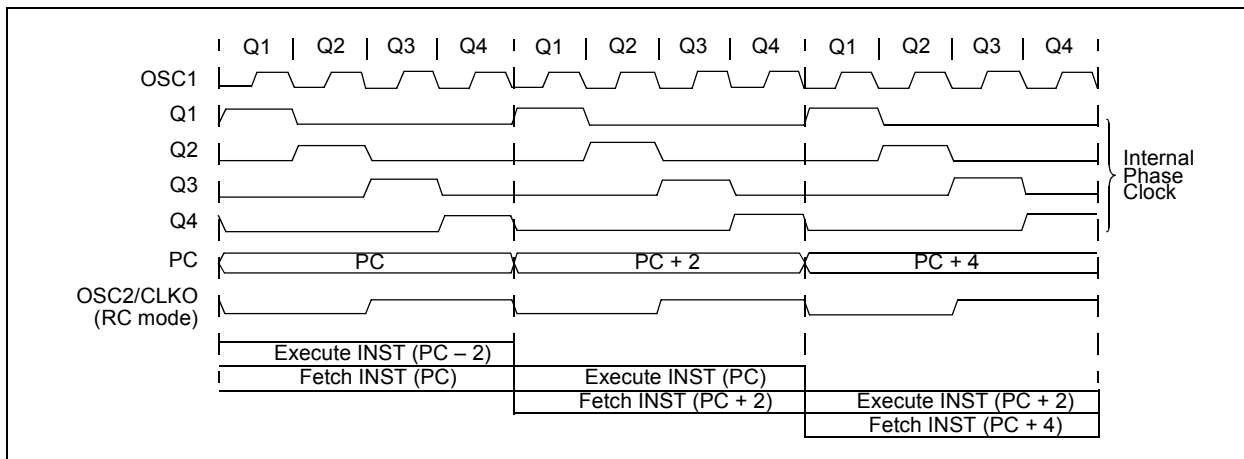 Q1 Q2 Q3 Q4 Q1 Q2 Q3 Q4 Q1 Q2 Q3 Q4
OSC1
Q1
Q2
Q3
Q4
Internal
Phase
Clock
PC PC PC + 2 PC + 4
OSC2/CLKO
(RC mode)
Execute INST (PC – 2)
Fetch INST (PC) Execute INST (PC)
Fetch INST (PC + 2) Execute INST (PC + 2)
Fetch INST (PC + 4)